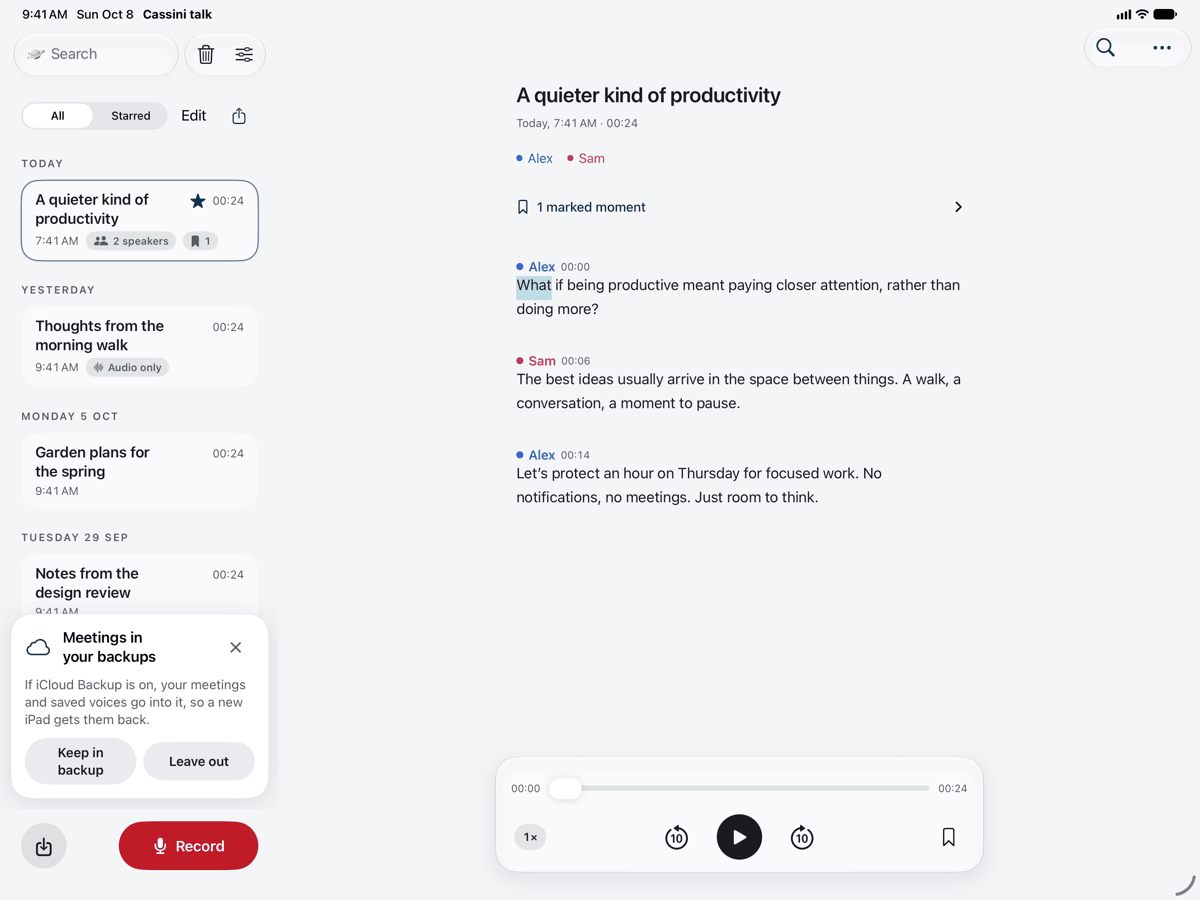 9:41 AM Sun Oct 8 Cassini talk
Search
All Starred Edit
TODAY
A quieter kind of
productivity
00:24
7:41 AM 2 speakers 1
YESTERDAY
Thoughts from the
morning walk
00:24
9:41 AM Audio only
MONDAY 5 OCT
Garden plans for
the spring
00:24
9:41 AM
TUESDAY 29 SEP
Notes from the
design review
00:24
9:41 AM
Meetings in
your backups
If iCloud Backup is on, your meetings
and saved voices go into it, so a new
iPad gets them back.
Keep in
backup
Leave out
Record
A quieter kind of productivity
Today, 7:41 AM · 00:24
Alex Sam
1 marked moment
Alex 00:00
What if being productive meant paying closer attention, rather than
doing more?
Sam 00:06
The best ideas usually arrive in the space between things. A walk, a
conversation, a moment to pause.
Alex 00:14
Let’s protect an hour on Thursday for focused work. No
notifications, no meetings. Just room to think.
00:00 00:24
1× 10 10